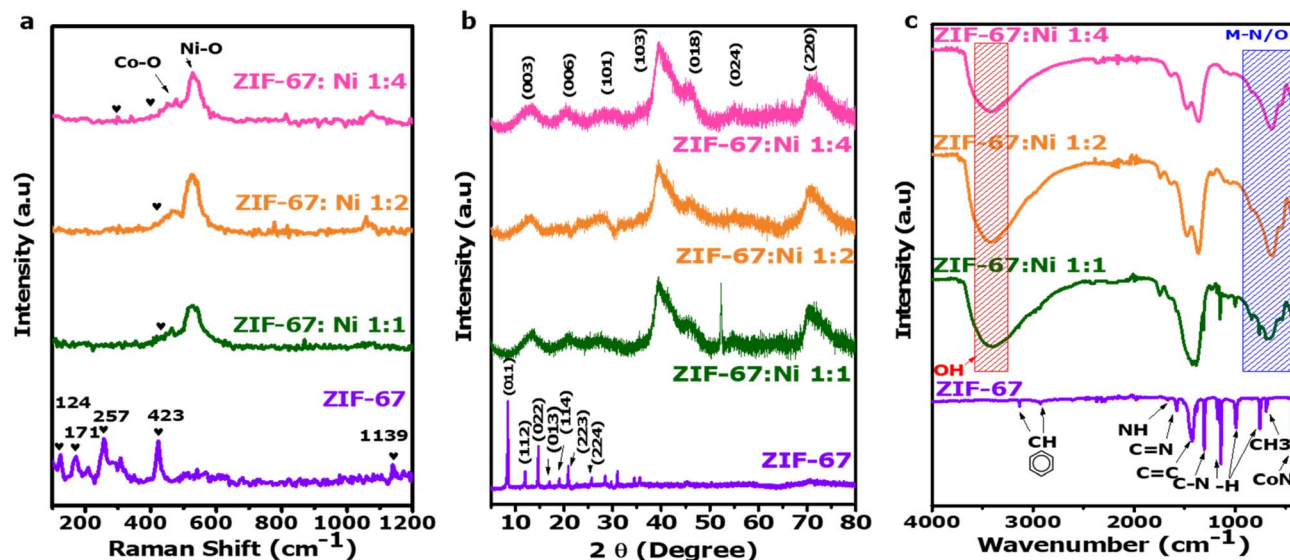 a
Ni-O
Co-O
ZIF-67:Ni 1:4
ZIF-67: Ni 1:2
ZIF-67: Ni 1:1
ZIF-67
124
171
257
423
1139
Intensity (a.u)
100 200 400 600 800 1000 1200
Raman Shift (cm⁻¹)
b
(003)
(006)
(101)
(103)
(018)
(024)
(220)
ZIF-67:Ni 1:4
ZIF-67:Ni 1:2
ZIF-67:Ni 1:1
(011)
(112)
(022)
(013)
(114)
(223)
(224)
ZIF-67
Intensity (a.u)
10 20 30 40 50 60 70 80
2 θ (Degree)
c
M-N/O
ZIF-67:Ni 1:4
ZIF-67:Ni 1:2
ZIF-67:Ni 1:1
OH
ZIF-67
CH
NH
C=N
C=C
C-N
-H
CH3
CoN
Intensity (a.u)
4000 3000 2000 1000
Wavenumber (cm⁻¹)